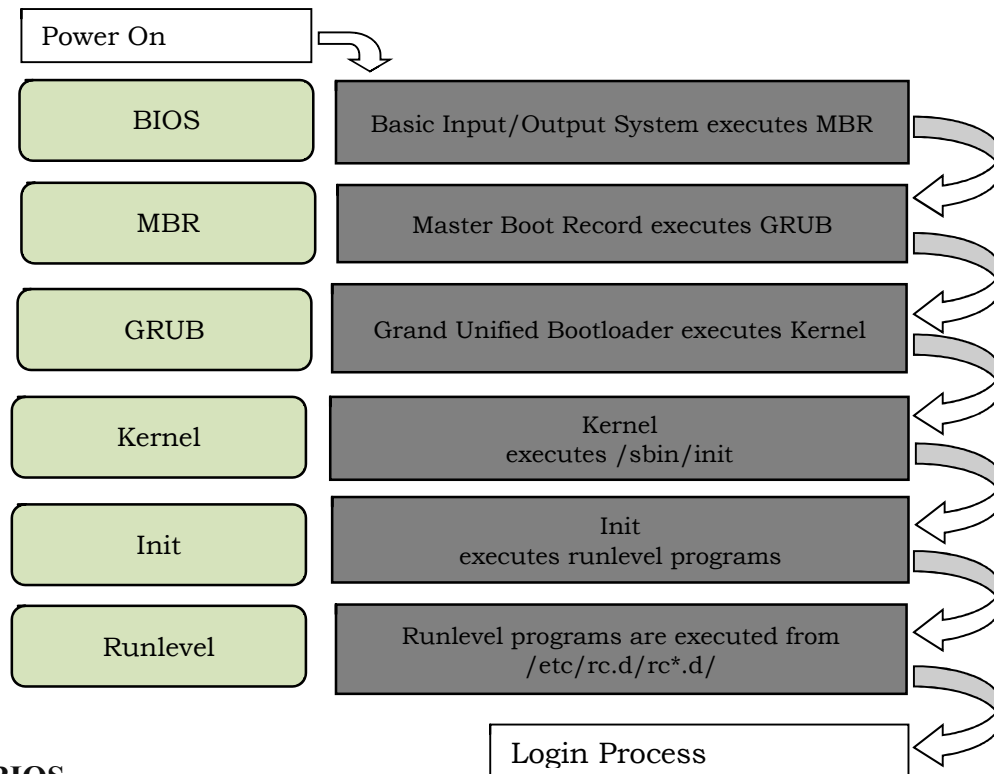 Power On
BIOS
Basic Input/Output System executes MBR
MBR
Master Boot Record executes GRUB
GRUB
Grand Unified Bootloader executes Kernel
Kernel
Kernel
executes /sbin/init
Init
Init
executes runlevel programs
Runlevel
Runlevel programs are executed from
/etc/rc.d/rc*.d/
Login Process
BIOS